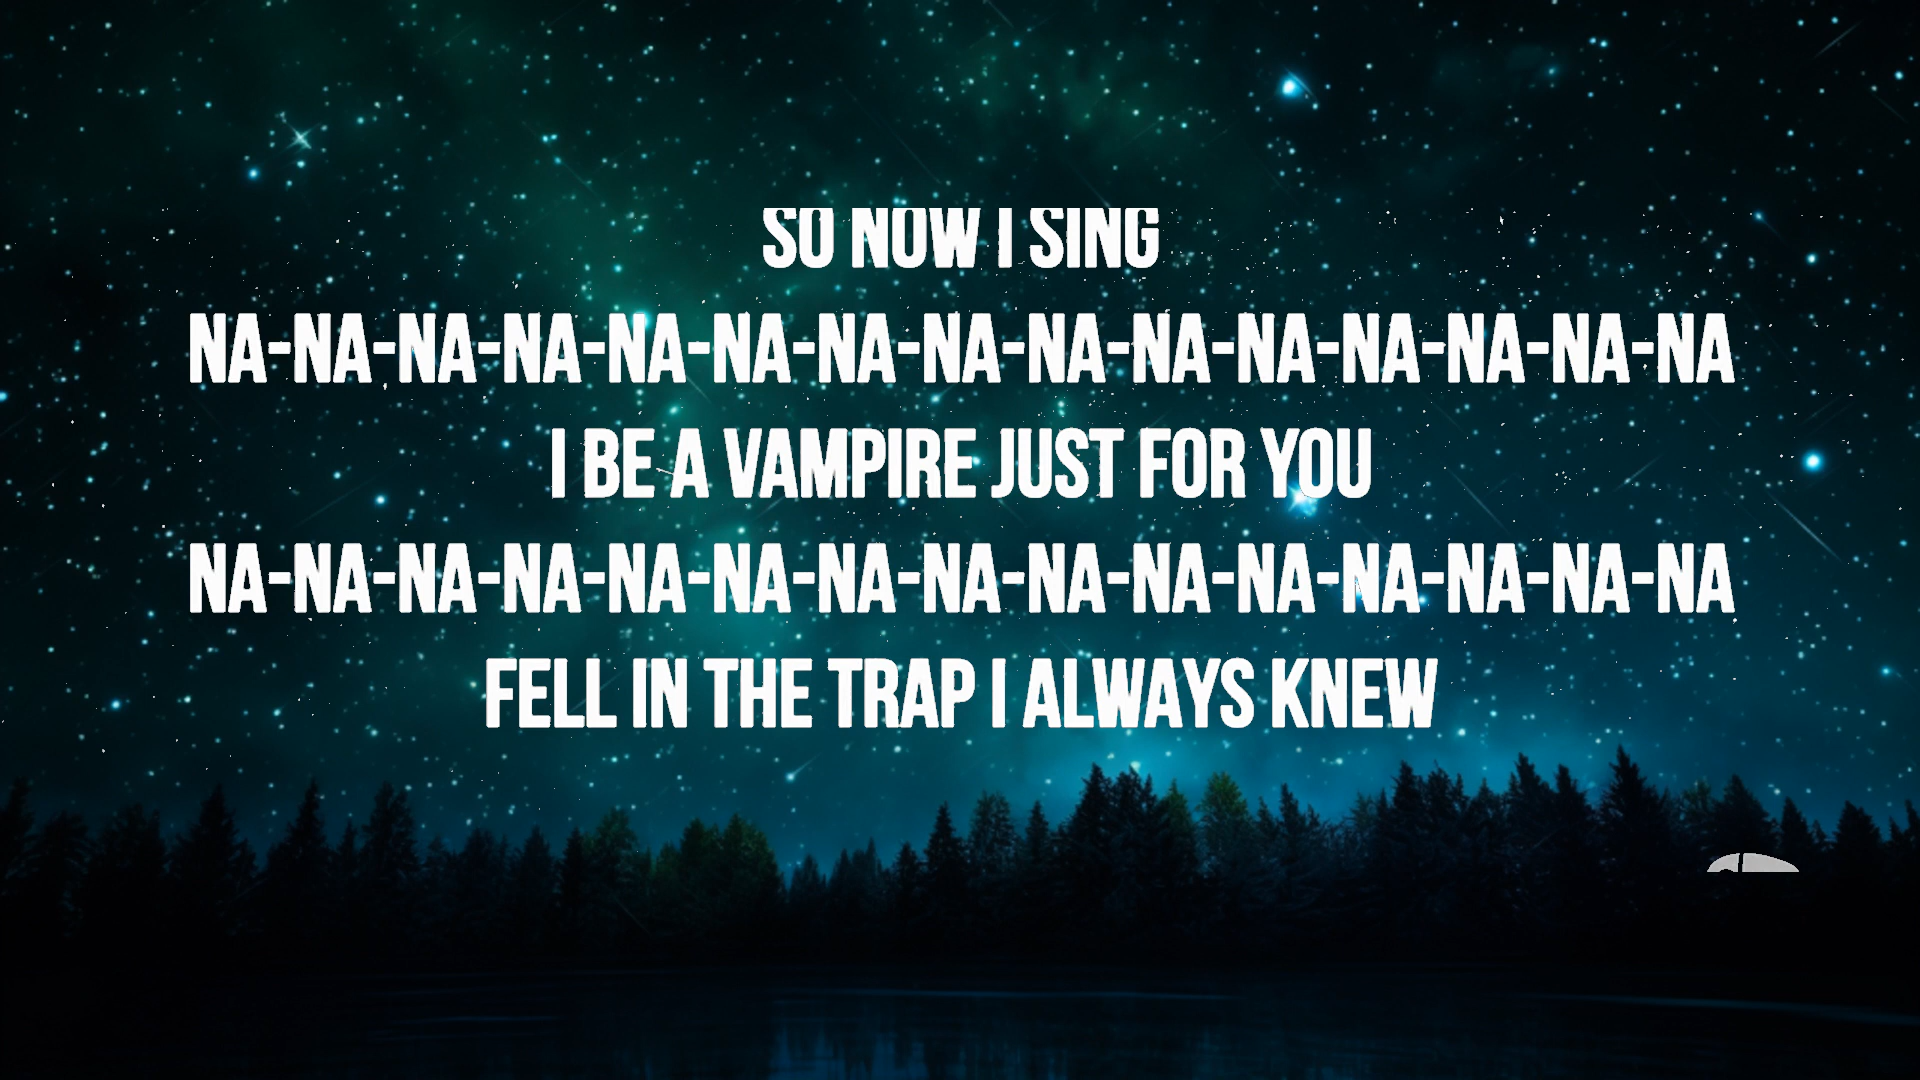 SO NOW I SING
NA-NA-NA-NA-NA-NA-NA-NA-NA-NA-NA-NA-NA-NA-NA
I BE A VAMPIRE JUST FOR YOU
NA-NA-NA-NA-NA-NA-NA-NA-NA-NA-NA-NA-NA-NA-NA
FELL IN THE TRAP I ALWAYS KNEW